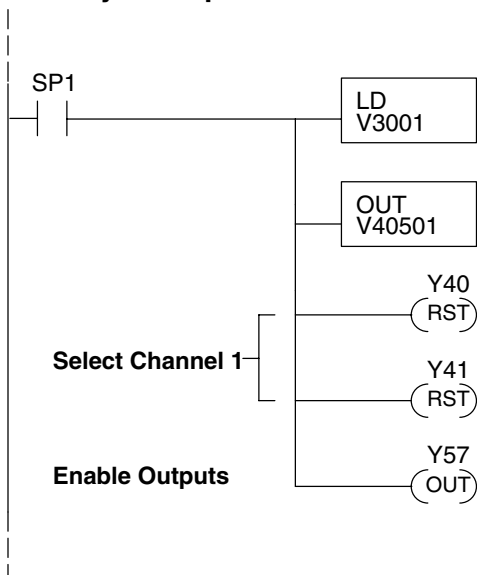 SP1
LD
V3001
OUT
V40501
Y40
RST
Select Channel 1
Y41
RST
Enable Outputs
Y57
OUT